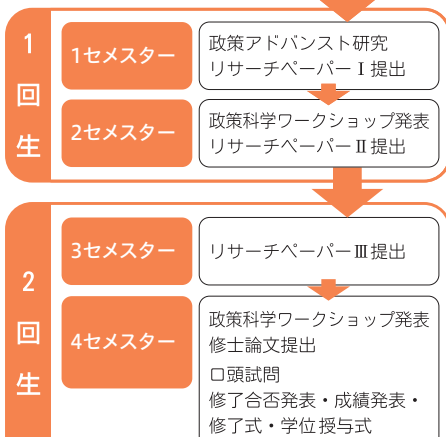 1回生
1セメスター
政策アドバンスト研究
リサーチペーパーⅠ提出
2セメスター
政策科学ワークショップ発表
リサーチペーパーⅡ提出
2回生
3セメスター
リサーチペーパーⅢ提出
4セメスター
政策科学ワークショップ発表
修士論文提出
口頭試問
修了合否発表・成績発表・
修了式・学位授与式